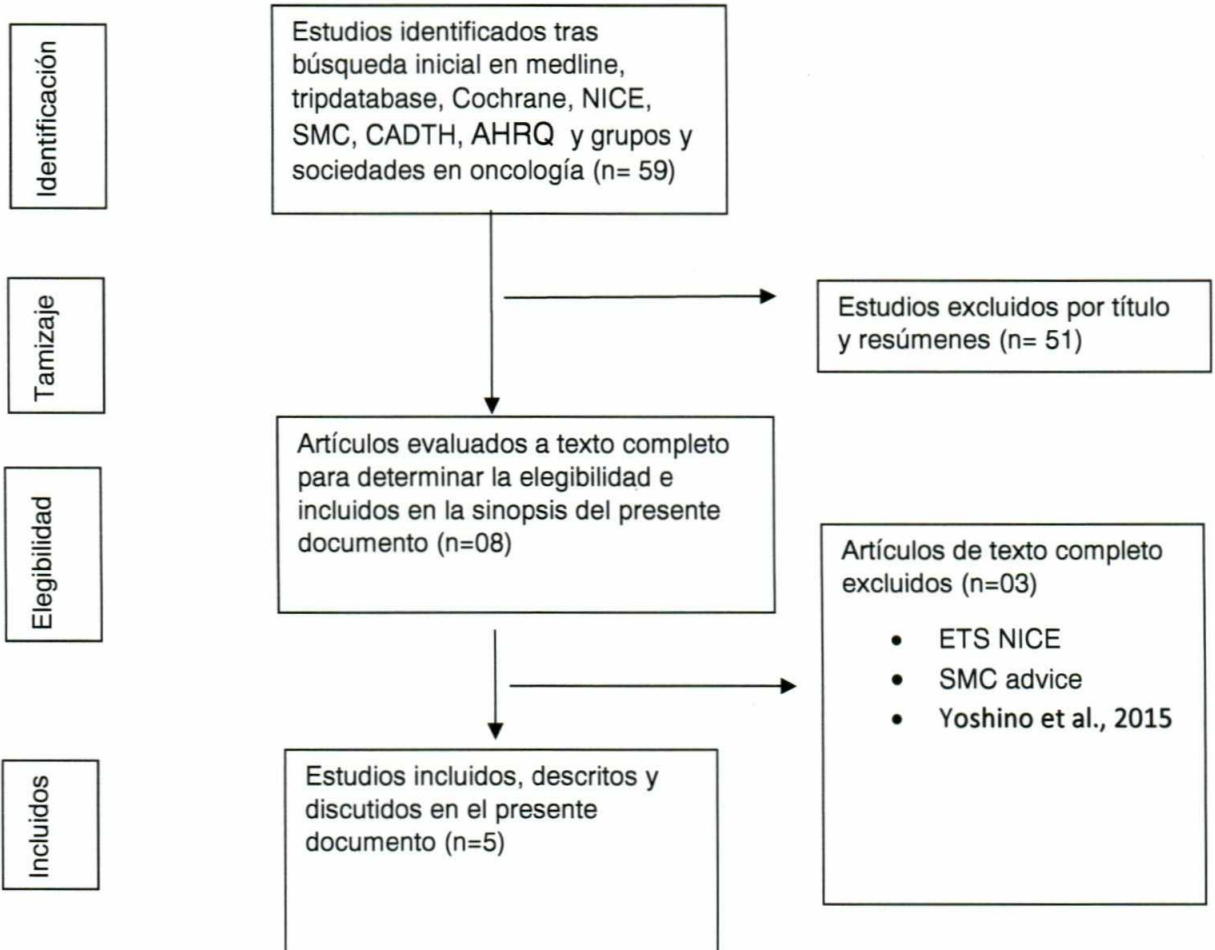 Identificación
Estudios identificados tras
búsqueda inicial en medline,
tripdatabase, Cochrane, NICE,
SMC, CADTH, AHRQ y grupos y
sociedades en oncología (n= 59)
Tamizaje
Estudios excluidos por título
y resúmenes (n= 51)
Elegibilidad
Artículos evaluados a texto completo
para determinar la elegibilidad e
incluidos en la sinopsis del presente
documento (n=08)
Artículos de texto completo
excluidos (n=03)
• ETS NICE
• SMC advice
• Yoshino et al., 2015
Incluidos
Estudios incluidos, descritos y
discutidos en el presente
documento (n=5)